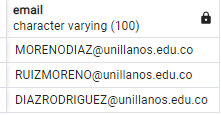 email
character varying (100)
MORENODIAZ@unillanos.edu.co
RUIZMORENO@unillanos.edu.co
DIAZRODRIGUEZ@unillanos.edu.co